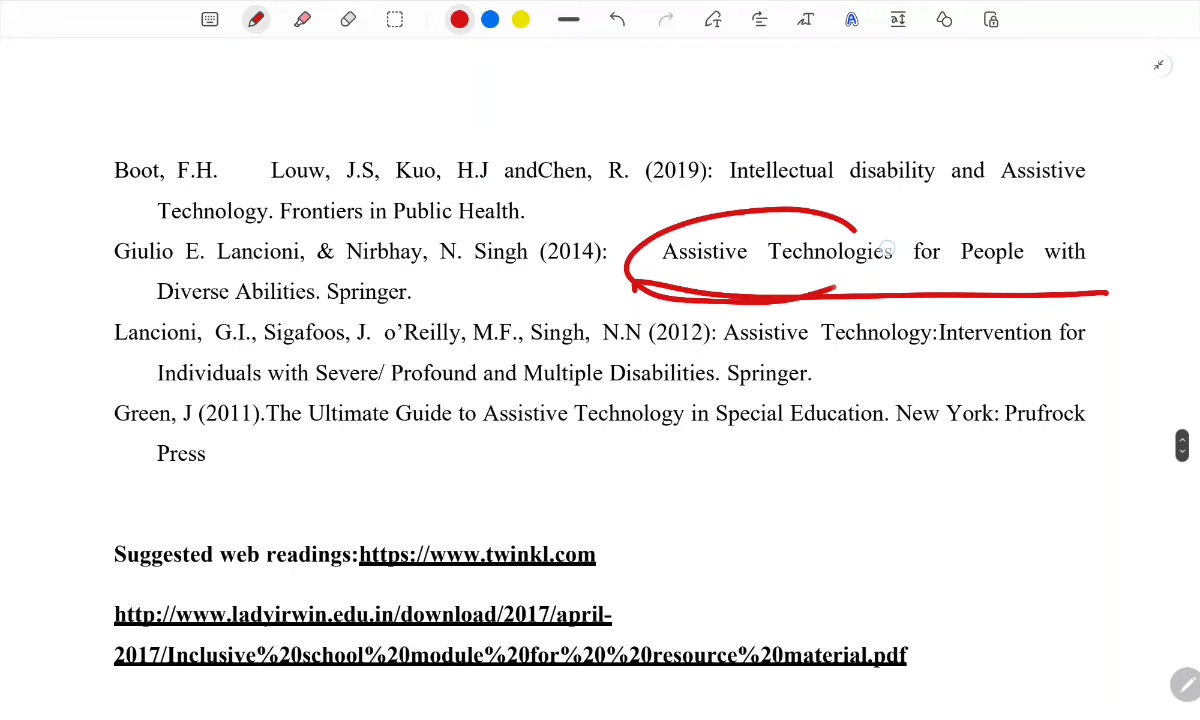 Boot, F.H. Louw, J.S, Kuo, H.J andChen, R. (2019): Intellectual disability and Assistive
Technology. Frontiers in Public Health.
Giulio E. Lancioni, & Nirbhay, N. Singh (2014): Assistive Technologies for People with
Diverse Abilities. Springer.
Lancioni, G.I., Sigafoos, J. o’Reilly, M.F., Singh, N.N (2012): Assistive Technology:Intervention for
Individuals with Severe/ Profound and Multiple Disabilities. Springer.
Green, J (2011).The Ultimate Guide to Assistive Technology in Special Education. New York: Prufrock
Press
Suggested web readings:https://www.twinkl.com
http://www.ladyirwin.edu.in/download/2017/april-
2017/Inclusive%20school%20module%20for%20%20resource%20material.pdf